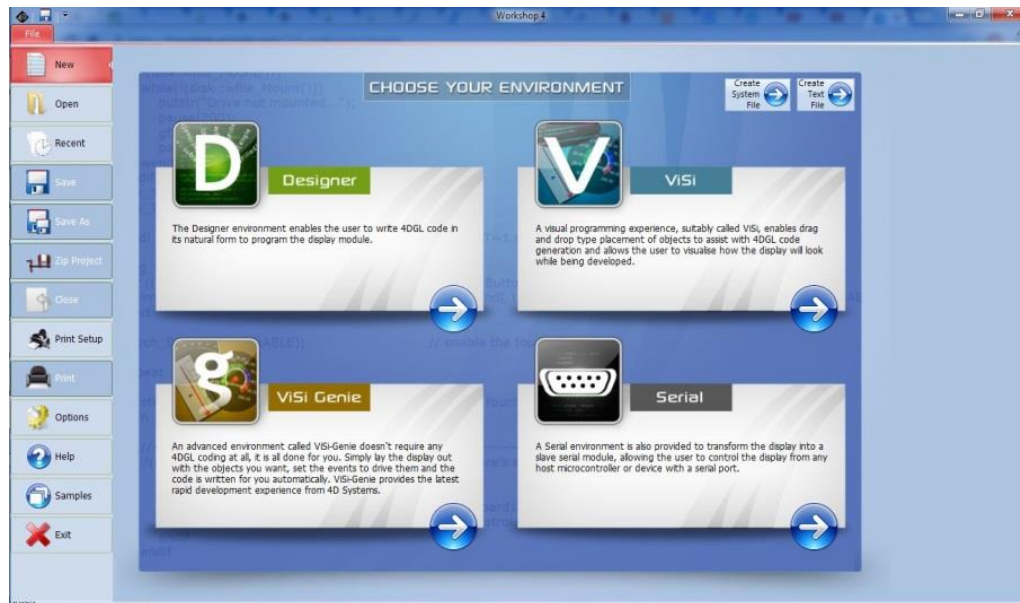 Workshop 4
File
New
Open
Recent
Save
Save As
Zip Project
Close
Print Setup
Print
Options
Help
Samples
Exit
CHOOSE YOUR ENVIRONMENT
Create
System
File
Create
Text
File
D
Designer
The Designer environment enables the user to write 4DGL code in
its natural form to program the display module.
V
ViSi
A visual programming experience, suitably called ViSi, enables drag
and drop type placement of objects to assist with 4DGL code
generation and allows the user to visualise how the display will look
while being developed.
g
ViSi Genie
An advanced environment called ViSi-Genie doesn't require any
4DGL coding at all, it is all done for you. Simply lay the display out
with the objects you want, set the events to drive them and the
code is written for you automatically. ViSi-Genie provides the latest
rapid development experience from 4D Systems.
Serial
A Serial environment is also provided to transform the display into a
slave serial module, allowing the user to control the display from any
host microcontroller or device with a serial port.